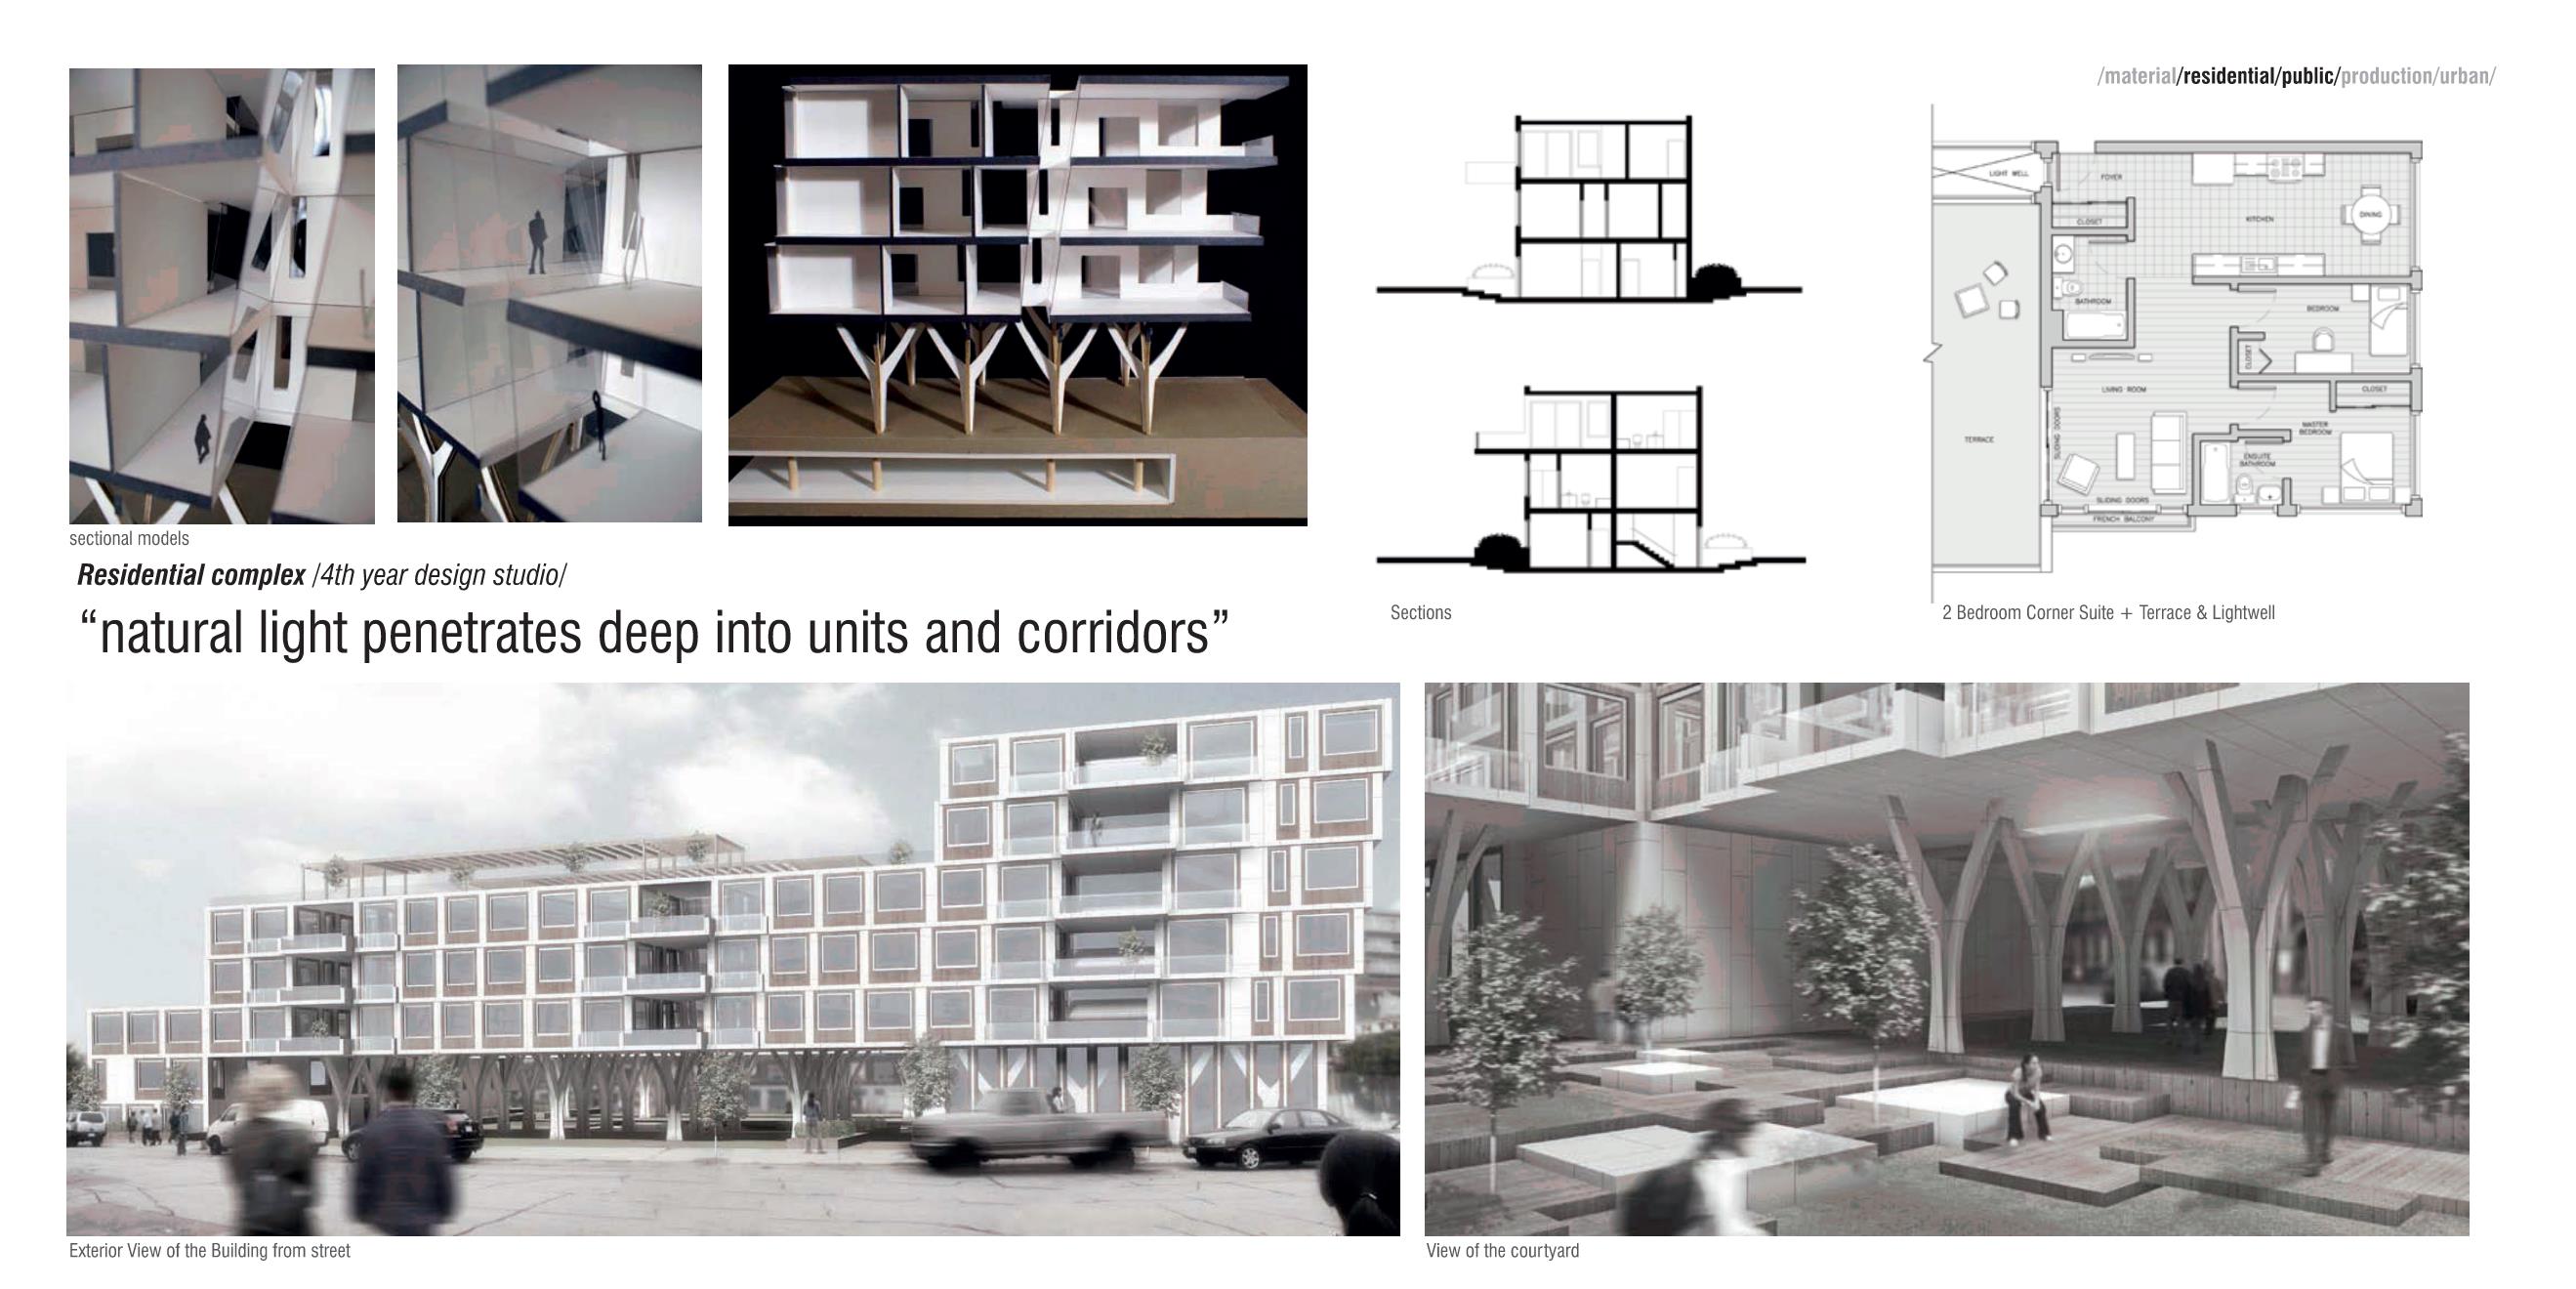 /material/residential/public/production/urban/
LIGHT WELL
FOYER
CLOSET
KITCHEN
DINING
BATHROOM
BEDROOM
CLOSET
LIVING ROOM
CLOSET
SLIDING DOORS
TERRACE
MASTER
BEDROOM
ENSUITE
BATHROOM
SLIDING DOORS
FRENCH BALCONY
sectional models
Residential complex /4th year design studio/
“natural light penetrates deep into units and corridors”
Sections
2 Bedroom Corner Suite + Terrace & Lightwell
Exterior View of the Building from street
View of the courtyard